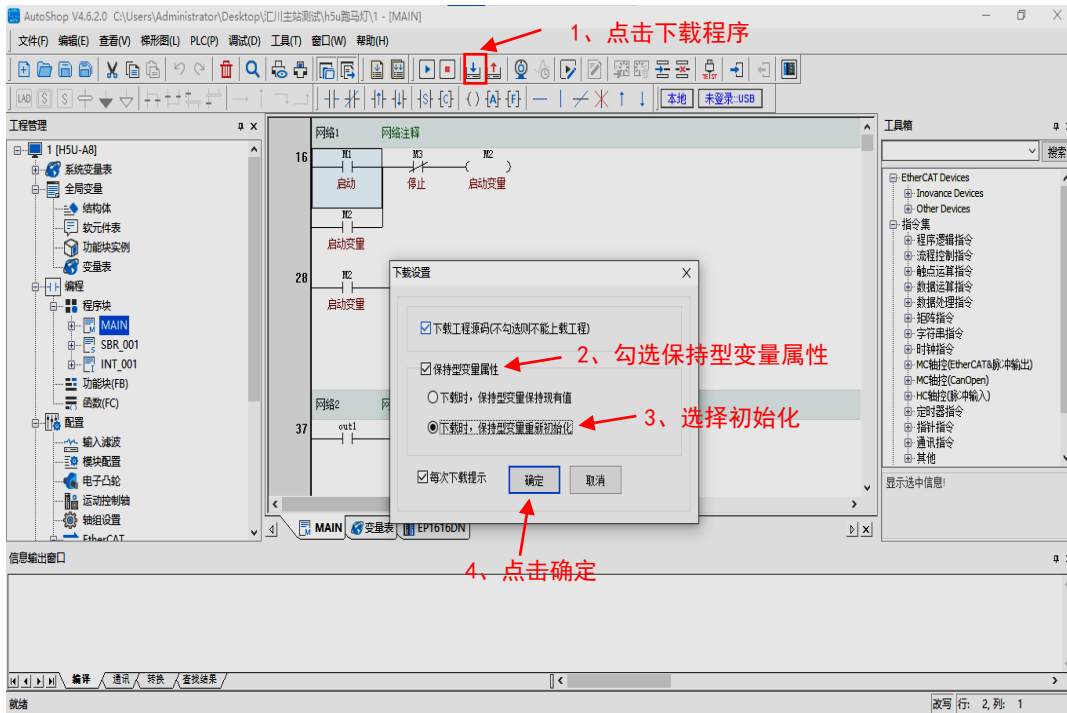 AutoShop V4.6.2.0 C:\Users\Administrator\Desktop\汇川主站测试\h5u跑马灯\1 - [MAIN]
文件(F) 编辑(E) 查看(V) 梯形图(L) PLC(P) 调试(D) 工具(T) 窗口(W) 帮助(H)
1、点击下载程序
LAD
本地 未登录::USB
工程管理
1 [H5U-A8]
系统变量表
全局变量
结构体
软元件表
功能块实例
变量表
编程
程序块
MAIN
SBR_001
INT_001
功能块(FB)
函数(FC)
配置
输入滤波
模块配置
电子凸轮
运动控制轴
轴组设置
EtherCAT
网络1 网络注释
16 M1 M3 M2
启动 停止 启动变量
M2
启动变量
28 M2
启动变量
网络2
37 out1
下载设置
下载工程源码(不勾选则不能上载工程)
保持型变量属性
2、勾选保持型变量属性
下载时，保持型变量保持现有值
下载时，保持型变量重新初始化
3、选择初始化
每次下载提示
确定 取消
4、点击确定
MAIN 变量表 EP1616DN
工具箱
搜索
EtherCAT Devices
Inovance Devices
Other Devices
指令集
程序逻辑指令
流程控制指令
触点运算指令
数据运算指令
数据处理指令
矩阵指令
字符串指令
时钟指令
MC轴控(EtherCAT&脉冲输出)
MC轴控(CanOpen)
HC轴控(脉冲输入)
定时器指令
指针指令
通讯指令
其他
显示选中信息!
信息输出窗口
编译 通讯 转换 查找结果
就绪
改写 行: 2, 列: 1